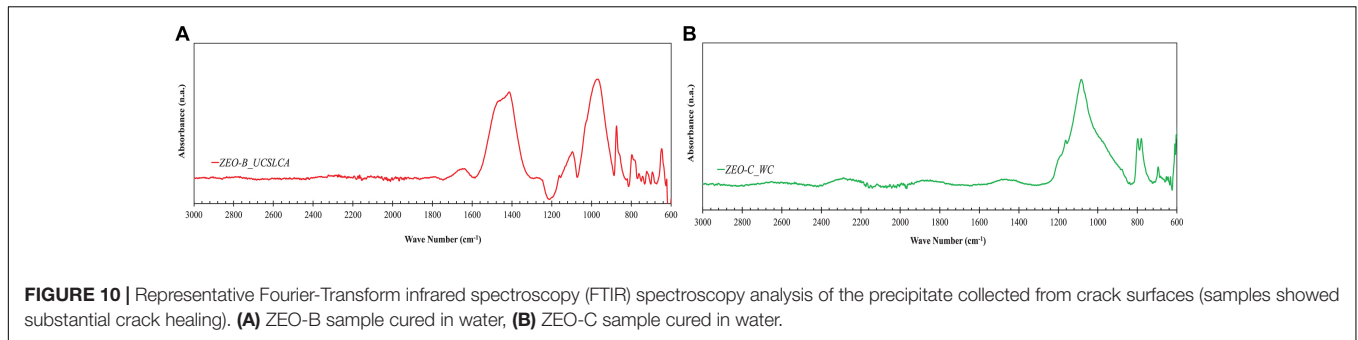 A
Absorbance (n.a.)
ZEO-B_UCSLCA
3000 2800 2600 2400 2200 2000 1800 1600 1400 1200 1000 800 600
Wave Number (cm⁻¹)
B
Absorbance (n.a.)
ZEO-C_WC
3000 2800 2600 2400 2200 2000 1800 1600 1400 1200 1000 800 600
Wave Number (cm⁻¹)
FIGURE 10 | Representative Fourier-Transform infrared spectroscopy (FTIR) spectroscopy analysis of the precipitate collected from crack surfaces (samples showed
substantial crack healing). (A) ZEO-B sample cured in water, (B) ZEO-C sample cured in water.